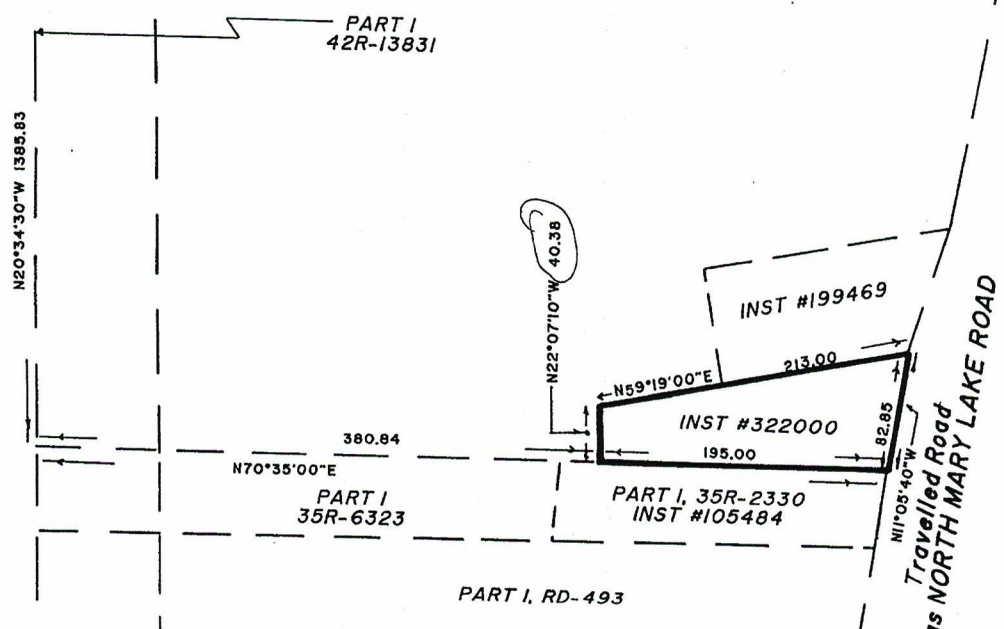 PART I
42R-13831
N20°34'30"W 1385.83
N22°07'10"W 40.38
INST #199469
213.00
N59°19'00"E
INST #322000
82.85
380.84
195.00
N70°35'00"E
N11°05'40"W
PART I
35R-6323
PART I, 35R-2330
INST #105484
Travelled Road
as NORTH MARY LAKE ROAD
PART I, RD-493